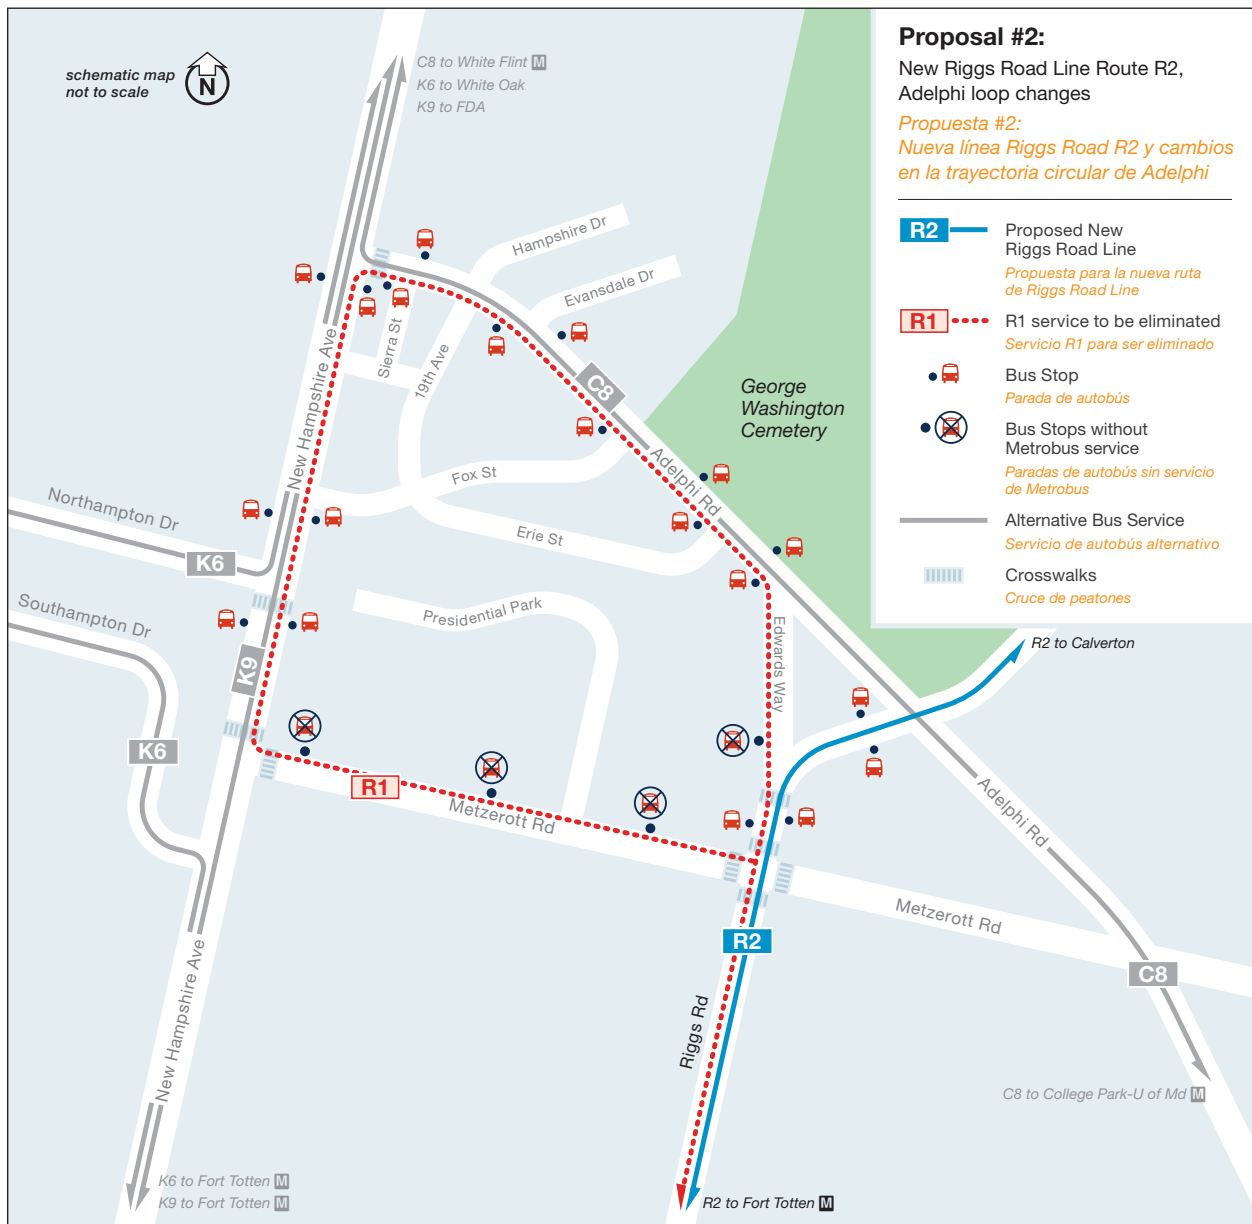 Proposal #2:
New Riggs Road Line Route R2,
Adelphi loop changes
Propuesta #2:
Nueva línea Riggs Road R2 y cambios
en la trayectoria circular de Adelphi
R2
Proposed New
Riggs Road Line
Propuesta para la nueva ruta
de Riggs Road Line
R1
R1 service to be eliminated
Servicio R1 para ser eliminado
Bus Stop
Parada de autobús
Bus Stops without
Metrobus service
Paradas de autobús sin servicio
de Metrobus
Alternative Bus Service
Servicio de autobús alternativo
Crosswalks
Cruce de peatones
schematic map
not to scale
N
C8 to White Flint M
K6 to White Oak
K9 to FDA
Hampshire Dr
Evansdale Dr
New Hampshire Ave
Sierra St
19th Ave
C8
George
Washington
Cemetery
Adelphi Rd
Fox St
Erie St
Northampton Dr
K6
Southampton Dr
Presidential Park
Edwards Way
R2 to Calverton
K9
K6
R1
Metzerott Rd
Adelphi Rd
Metzerott Rd
R2
C8
Riggs Rd
New Hampshire Ave
C8 to College Park-U of Md M
K6 to Fort Totten M
K9 to Fort Totten M
R2 to Fort Totten M